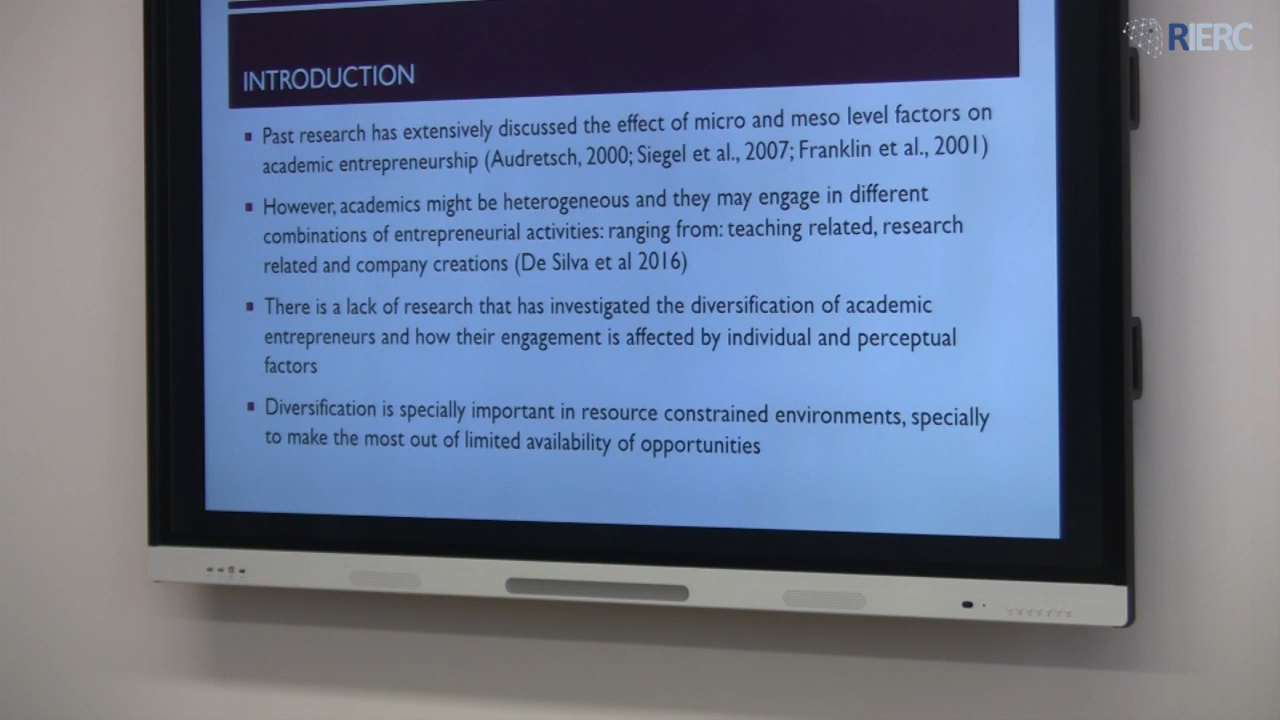 RIERC
INTRODUCTION
▪ Past research has extensively discussed the effect of micro and meso level factors on
academic entrepreneurship (Audretsch, 2000; Siegel et al., 2007; Franklin et al., 2001)
▪ However, academics might be heterogeneous and they may engage in different
combinations of entrepreneurial activities: ranging from: teaching related, research
related and company creations (De Silva et al 2016)
▪ There is a lack of research that has investigated the diversification of academic
entrepreneurs and how their engagement is affected by individual and perceptual
factors
▪ Diversification is specially important in resource constrained environments, specially
to make the most out of limited availability of opportunities